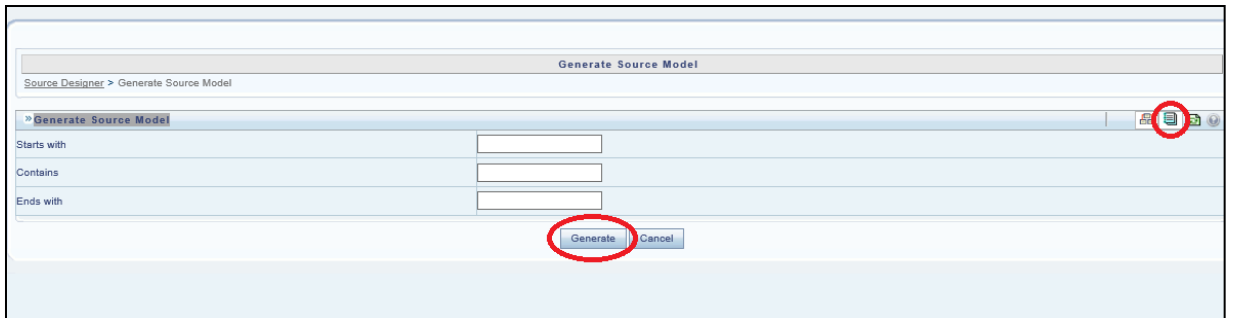 Generate Source Model
Source Designer > Generate Source Model
»Generate Source Model
Starts with
Contains
Ends with
Generate Cancel